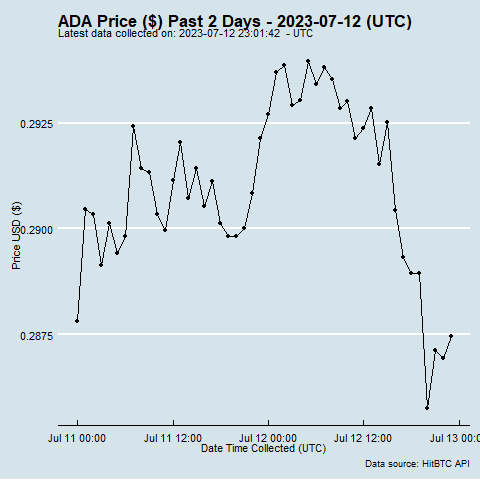 ADA Price ($) Past 2 Days - 2023-07-12 (UTC)
Latest data collected on: 2023-07-12 23:01:42 - UTC
Price USD ($)
0.2925
0.2900
0.2875
Jul 11 00:00 Jul 11 12:00 Jul 12 00:00 Jul 12 12:00 Jul 13 00:00
Date Time Collected (UTC)
Data source: HitBTC API